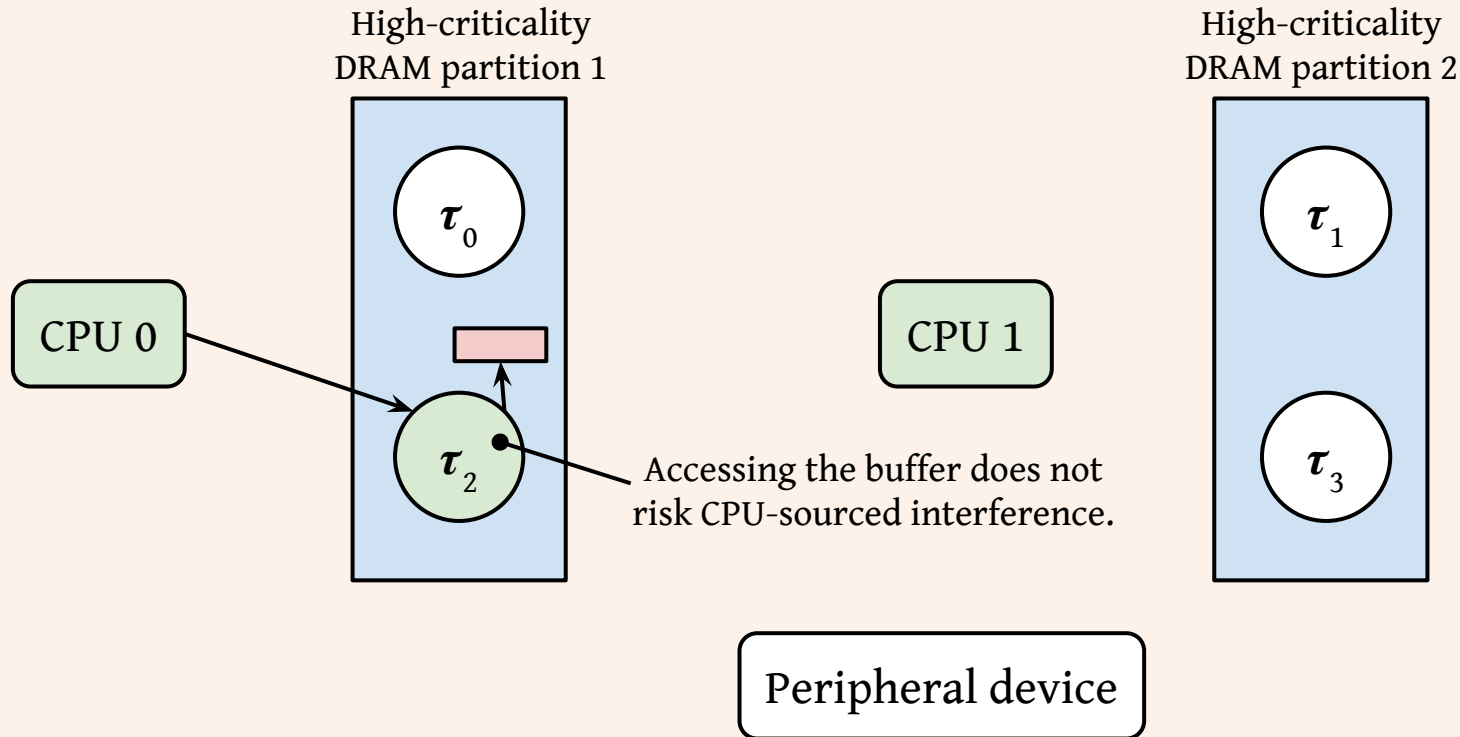 High-criticality
DRAM partition 1
High-criticality
DRAM partition 2
τ0
τ1
CPU 0
CPU 1
τ2
τ3
Accessing the buffer does not
risk CPU-sourced interference.
Peripheral device